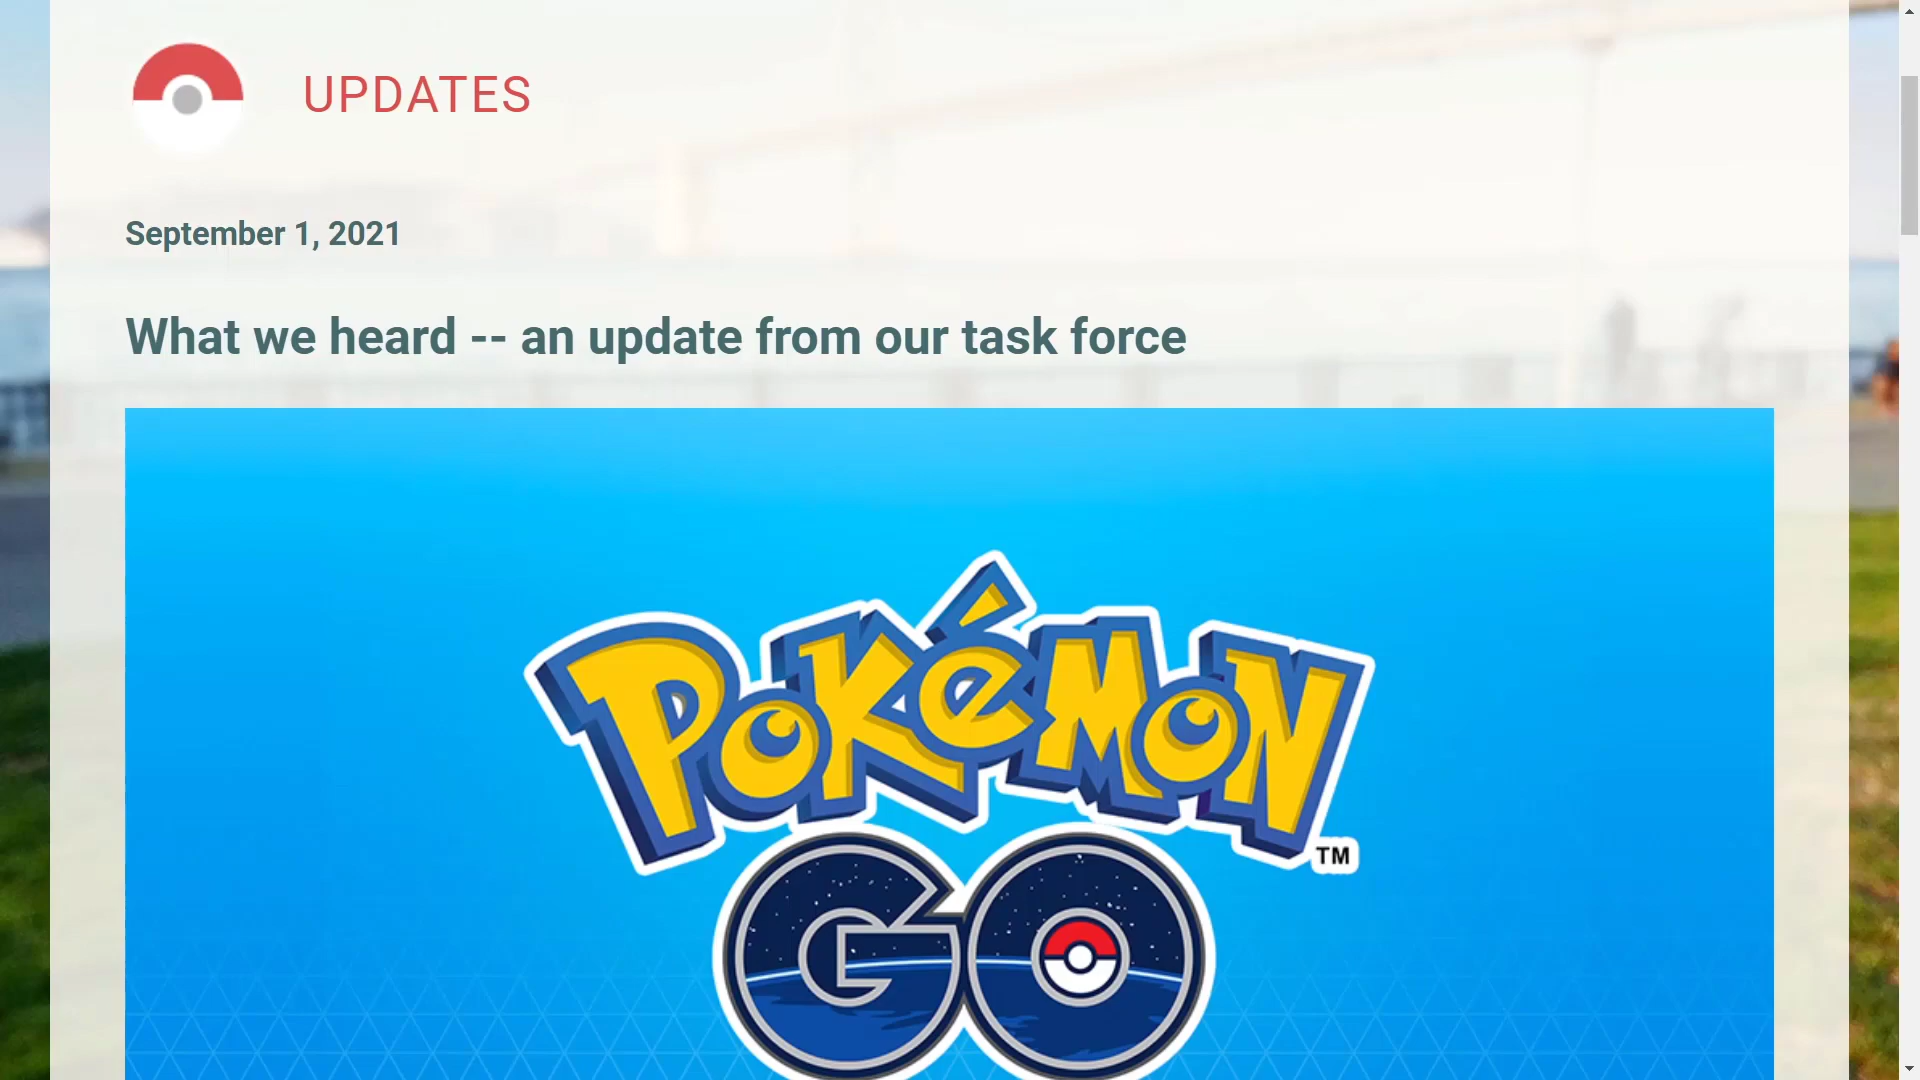 UPDATES
September 1, 2021
What we heard -- an update from our task force
POKéMON
TM
GO